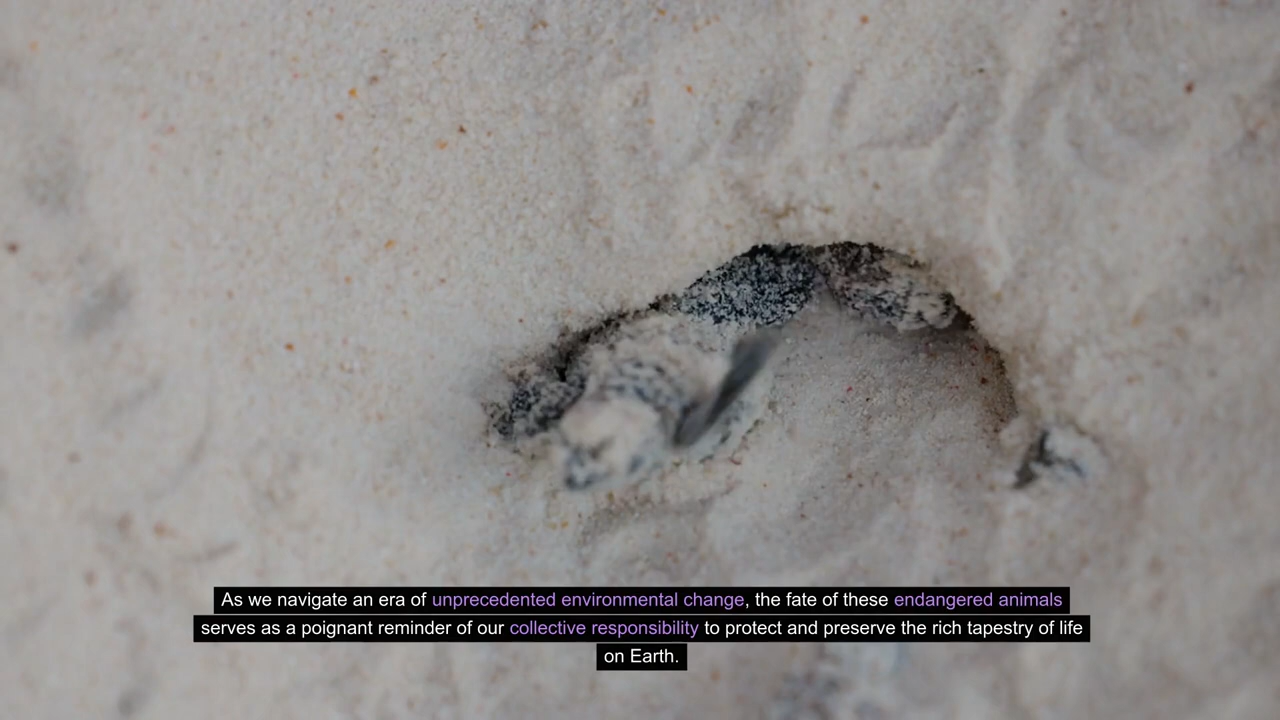 As we navigate an era of unprecedented environmental change, the fate of these endangered animals
serves as a poignant reminder of our collective responsibility to protect and preserve the rich tapestry of life
on Earth.